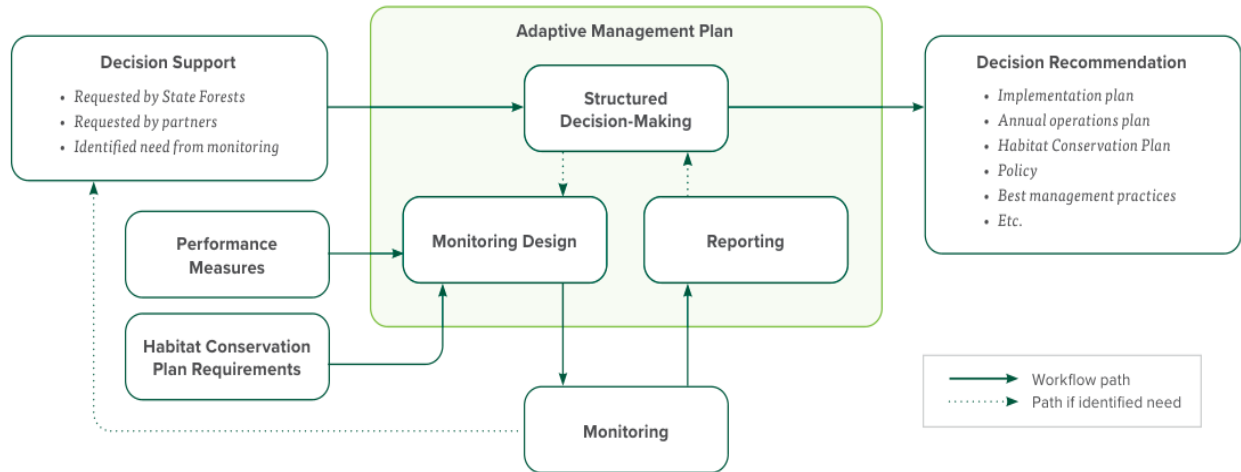 Adaptive Management Plan
Decision Support
• Requested by State Forests
• Requested by partners
• Identified need from monitoring
Structured
Decision-Making
Decision Recommendation
• Implementation plan
• Annual operations plan
• Habitat Conservation Plan
• Policy
• Best management practices
• Etc.
Performance
Measures
Monitoring Design
Reporting
Habitat Conservation
Plan Requirements
Monitoring
Workflow path
Path if identified need